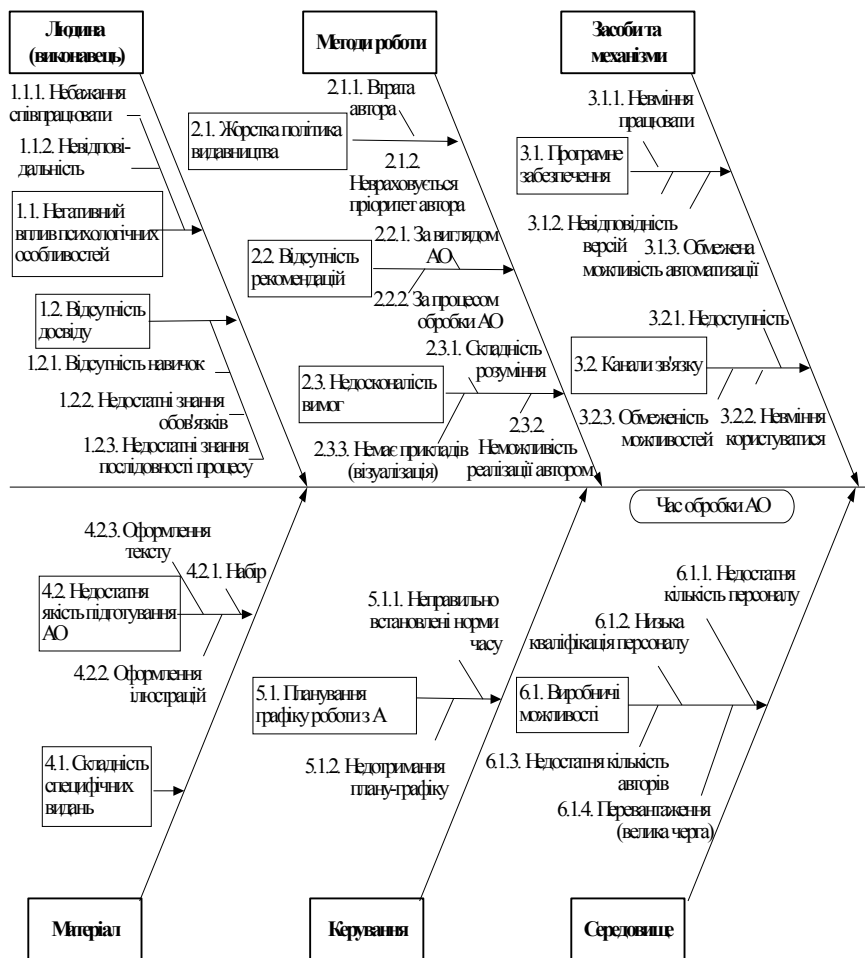 Людина
(виконавець)
Методи роботи
Засоби та
механізми
1.1.1. Небажання
співпрацювати
1.1.2. Невідпові-
дальність
1.1. Негативний
вплив психологічних
особливостей
1.2. Відсутність
досвіду
1.2.1. Відсутність навичок
1.2.2. Недостатні знання
обов'язків
1.2.3. Недостатні знання
послідовності процесу
2.1.1. Втрата
автора
2.1. Жорстка політика
видавництва
2.1.2.
Невраховується
пріоритет автора
2.2.1. За виглядом
АО
2.2. Відсутність
рекомендацій
2.2.2. За процесом
обробки АО
2.3.1. Складність
розуміння
2.3. Недосконалість
вимог
2.3.3. Немає прикладів
(візуалізація)
2.3.2.
Неможливість
реалізації автором
3.1.1. Невміння
працювати
3.1. Програмне
забезпечення
3.1.2. Невідповідність
версій
3.1.3. Обмежена
можливість автоматизації
3.2.1. Недоступність
3.2. Канали зв'язку
3.2.3. Обмеженість
можливостей
3.2.2. Невміння
користуватися
Час обробки АО
4.2.3. Оформлення
тексту
4.2.1. Набір
4.2. Недостатня
якість підготування
АО
4.2.2. Оформлення
ілюстрацій
4.1. Складність
специфічних
видань
5.1.1. Неправильно
встановлені норми
часу
5.1. Планування
графіку роботи з А
5.1.2. Недотримання
плану-графіку
6.1.1. Недостатня
кількість персоналу
6.1.2. Низька
кваліфікація персоналу
6.1. Виробничі
можливості
6.1.3. Недостатня кількість
авторів
6.1.4. Перевантаження
(велика черга)
Матеріал
Керування
Середовище